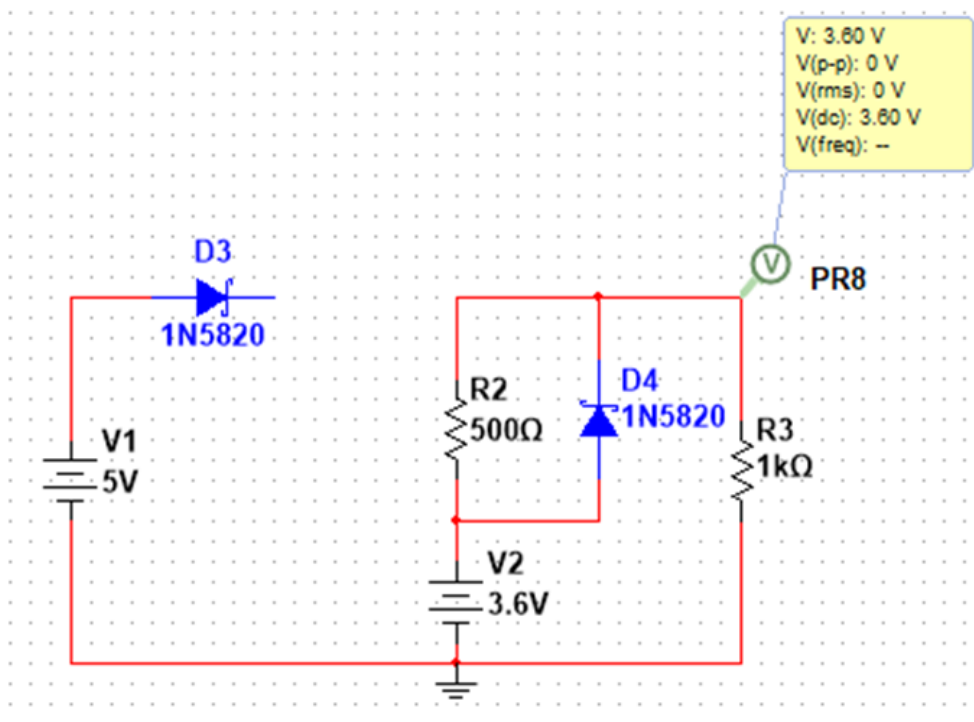 V: 3.60 V
V(p-p): 0 V
V(rms): 0 V
V(dc): 3.60 V
V(freq): --
V
PR8
D3
1N5820
V1
5V
R2
500Ω
D4
1N5820
R3
1kΩ
V2
3.6V